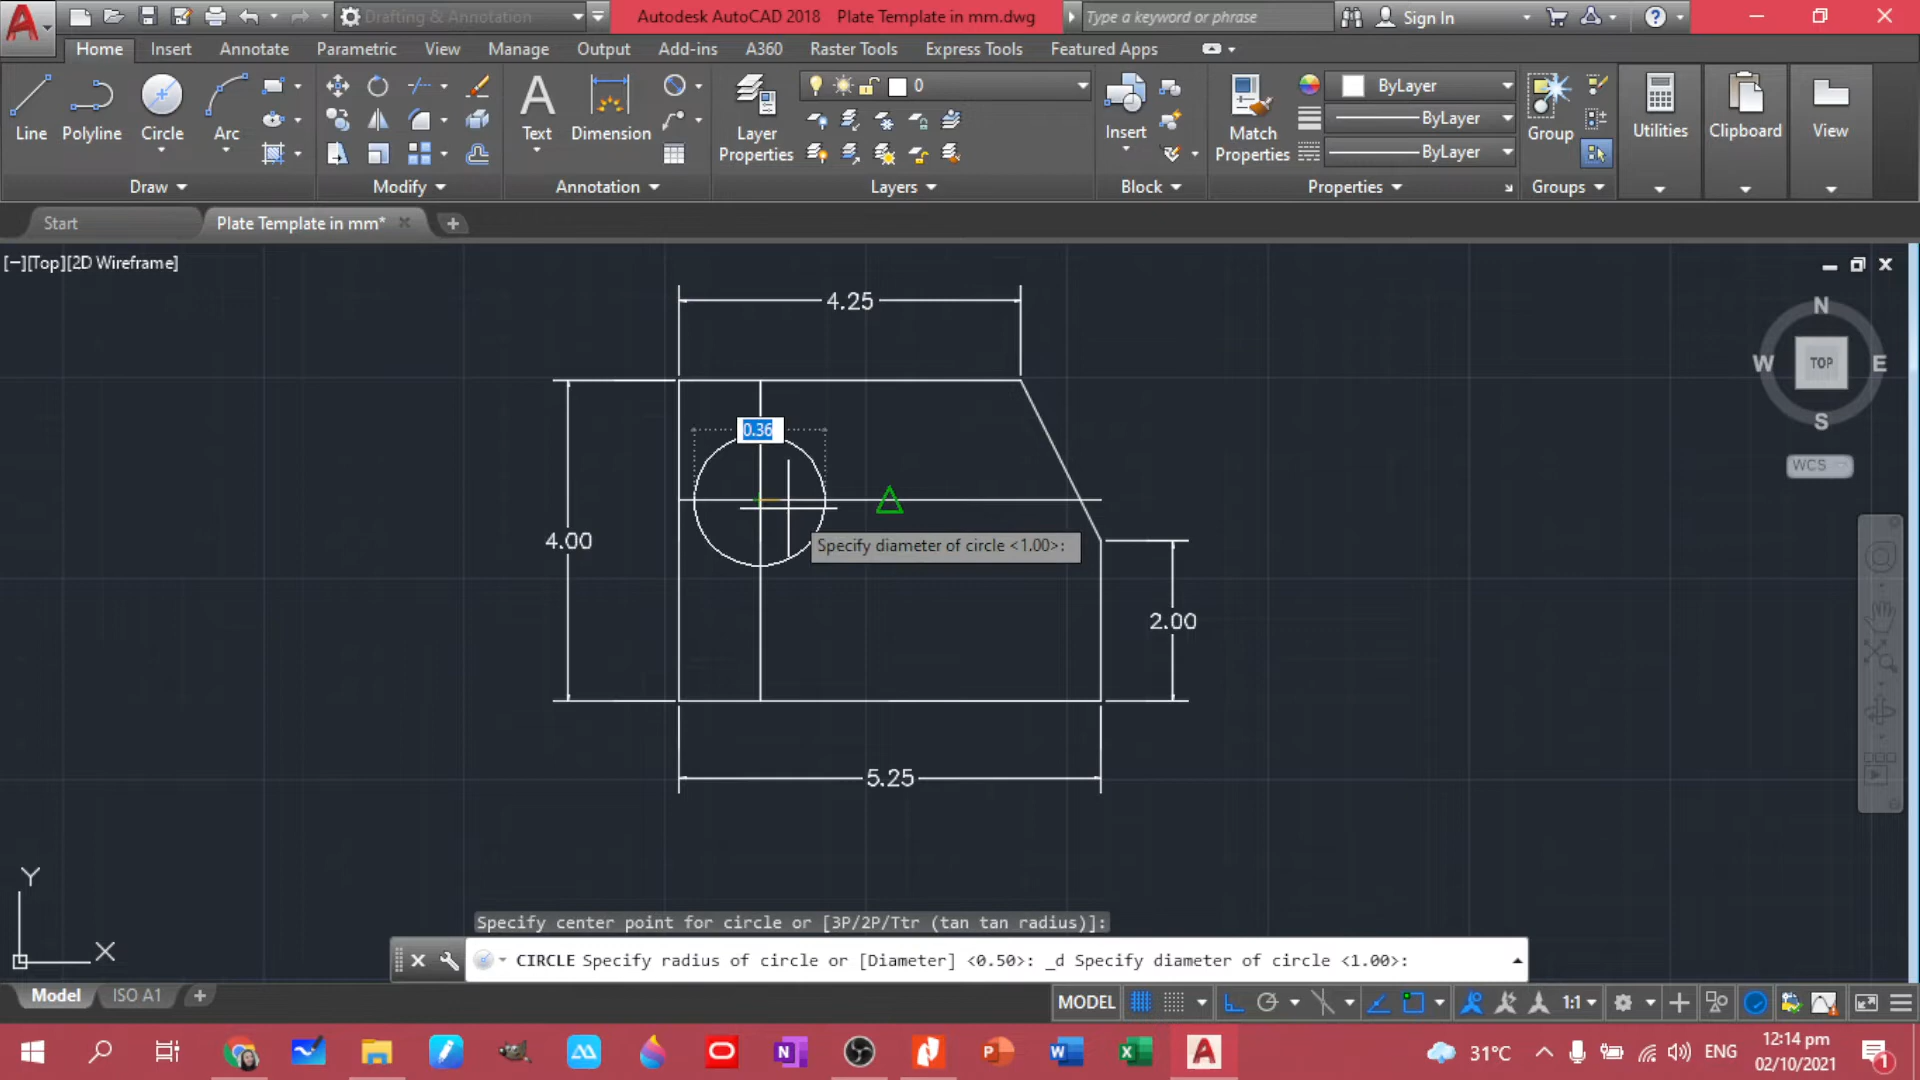 Drafting & Annotation
Autodesk AutoCAD 2018 Plate Template in mm.dwg
Type a keyword or phrase
Sign In
Home Insert Annotate Parametric View Manage Output Add-ins A360 Raster Tools Express Tools Featured Apps
Line Polyline Circle Arc
Text Dimension
Layer Properties
0
Insert
Match Properties
ByLayer
ByLayer
ByLayer
Group
Utilities
Clipboard
View
Draw Modify Annotation Layers Block Properties Groups
Start Plate Template in mm*
[−][Top][2D Wireframe]
4.25
N
W TOP E
S
WCS
0.36
4.00
Specify diameter of circle <1.00>:
2.00
5.25
Y
X
Specify center point for circle or [3P/2P/Ttr (tan tan radius)]:
CIRCLE Specify radius of circle or [Diameter] <0.50>: _d Specify diameter of circle <1.00>:
Model ISO A1
MODEL
1:1
31°C
ENG
12:14 pm
02/10/2021
1